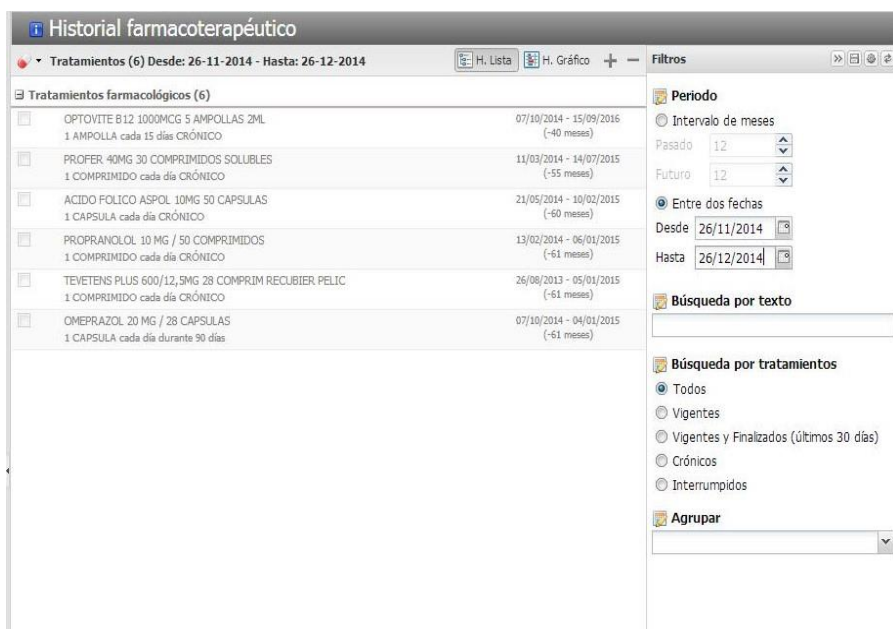 Historial farmacoterapéutico
Tratamientos (6) Desde: 26-11-2014 - Hasta: 26-12-2014
H. Lista
H. Gráfico
Tratamientos farmacológicos (6)
OPTOVITE B12 1000MCG 5 AMPOLLAS 2ML
07/10/2014 - 15/09/2016
1 AMPOLLA cada 15 días CRÓNICO
(-40 meses)
PROFER 40MG 30 COMPRIMIDOS SOLUBLES
11/03/2014 - 14/07/2015
1 COMPRIMIDO cada día CRÓNICO
(-55 meses)
ACIDO FOLICO ASPOL 10MG 50 CAPSULAS
21/05/2014 - 10/02/2015
1 CAPSULA cada día CRÓNICO
(-60 meses)
PROPRANOLOL 10 MG / 50 COMPRIMIDOS
13/02/2014 - 06/01/2015
1 COMPRIMIDO cada día CRÓNICO
(-61 meses)
TEVETENS PLUS 600/12,5MG 28 COMPRIM RECUBIER PELIC
26/08/2013 - 05/01/2015
1 COMPRIMIDO cada día CRÓNICO
(-61 meses)
OMEPRAZOL 20 MG / 28 CAPSULAS
07/10/2014 - 04/01/2015
1 CAPSULA cada día durante 90 días
(-61 meses)
Filtros
Periodo
Intervalo de meses
Pasado 12
Futuro 12
Entre dos fechas
Desde 26/11/2014
Hasta 26/12/2014
Búsqueda por texto
Búsqueda por tratamientos
Todos
Vigentes
Vigentes y Finalizados (últimos 30 días)
Crónicos
Interrumpidos
Agrupar